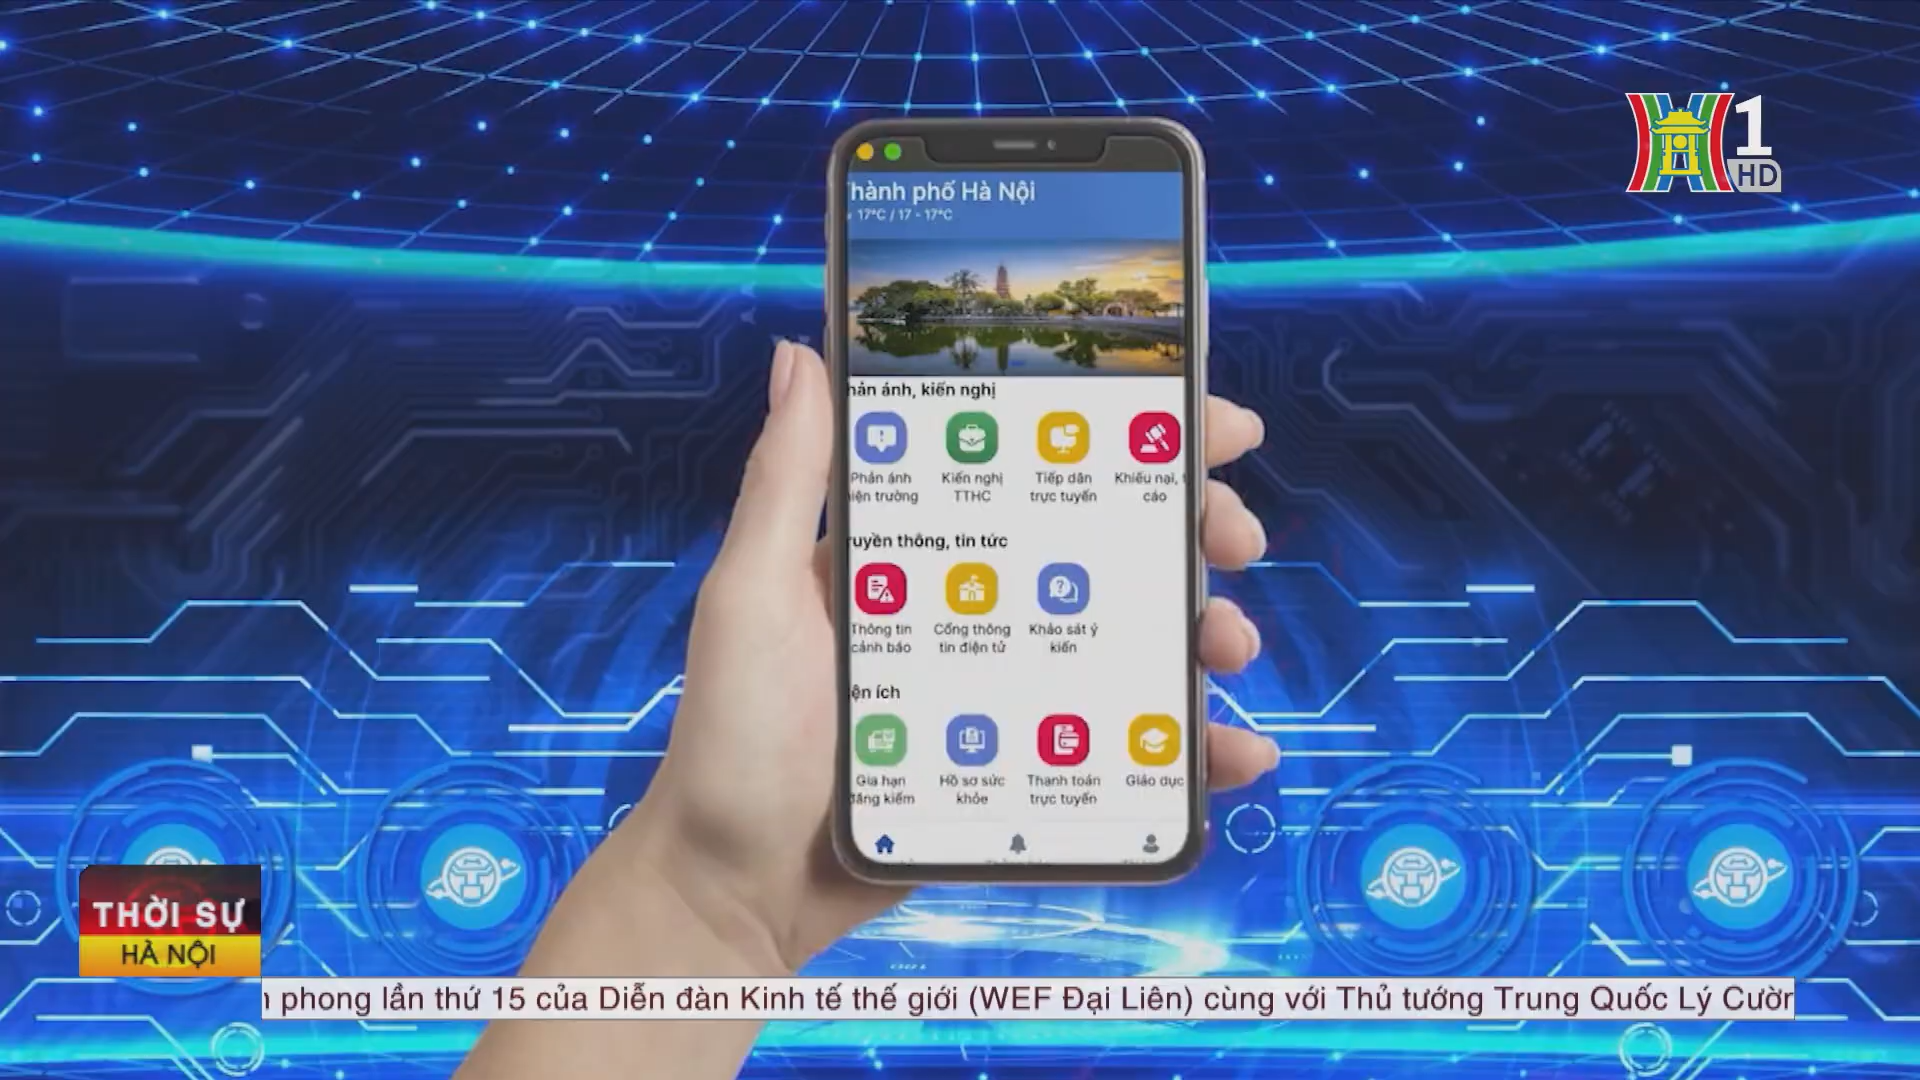 1
HD
Thành phố Hà Nội
17°C / 17 - 17°C
hản ánh, kiến nghị
Phản ánh
iện trường
Kiến nghị
TTHC
Tiếp dân
trực tuyến
Khiếu nại, t
cáo
ruyền thông, tin tức
Thông tin
cảnh báo
Cổng thông
tin điện tử
Khảo sát ý
kiến
ện ích
Gia hạn
đăng kiểm
Hồ sơ sức
khỏe
Thanh toán
trực tuyến
Giáo dục
THỜI SỰ
HÀ NỘI
phong lần thứ 15 của Diễn đàn Kinh tế thế giới (WEF Đại Liên) cùng với Thủ tướng Trung Quốc Lý Cườn